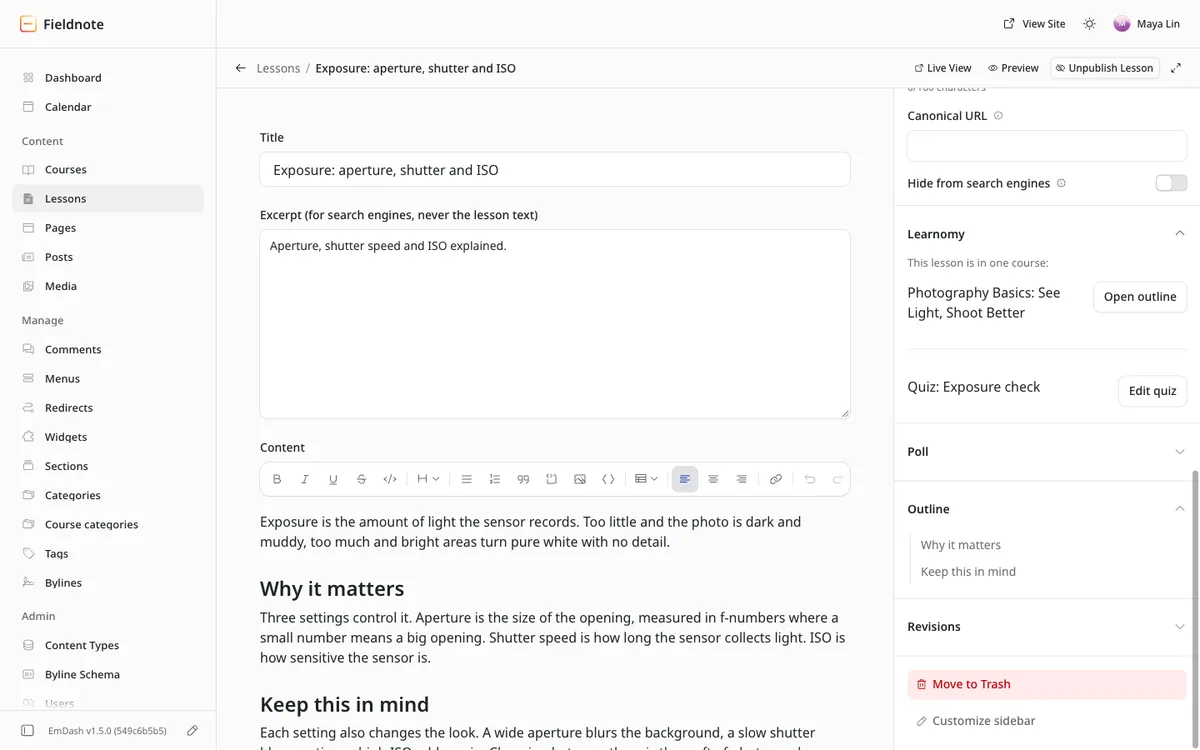 Fieldnote
View Site
Maya Lin
Dashboard
Calendar
Content
Courses
Lessons
Pages
Posts
Media
Manage
Comments
Menus
Redirects
Widgets
Sections
Categories
Course categories
Tags
Bylines
Admin
Content Types
Byline Schema
Users
EmDash v1.5.0 (549c6b5b5)
Lessons / Exposure: aperture, shutter and ISO
Live View
Preview
Unpublish Lesson
Title
Exposure: aperture, shutter and ISO
Excerpt (for search engines, never the lesson text)
Aperture, shutter speed and ISO explained.
Content
Exposure is the amount of light the sensor records. Too little and the photo is dark and
muddy, too much and bright areas turn pure white with no detail.
Why it matters
Three settings control it. Aperture is the size of the opening, measured in f-numbers where a
small number means a big opening. Shutter speed is how long the sensor collects light. ISO is
how sensitive the sensor is.
Keep this in mind
Each setting also changes the look. A wide aperture blurs the background, a slow shutter
characters
Canonical URL
Hide from search engines
Learnomy
This lesson is in one course:
Photography Basics: See
Light, Shoot Better
Open outline
Quiz: Exposure check
Edit quiz
Poll
Outline
Why it matters
Keep this in mind
Revisions
Move to Trash
Customize sidebar